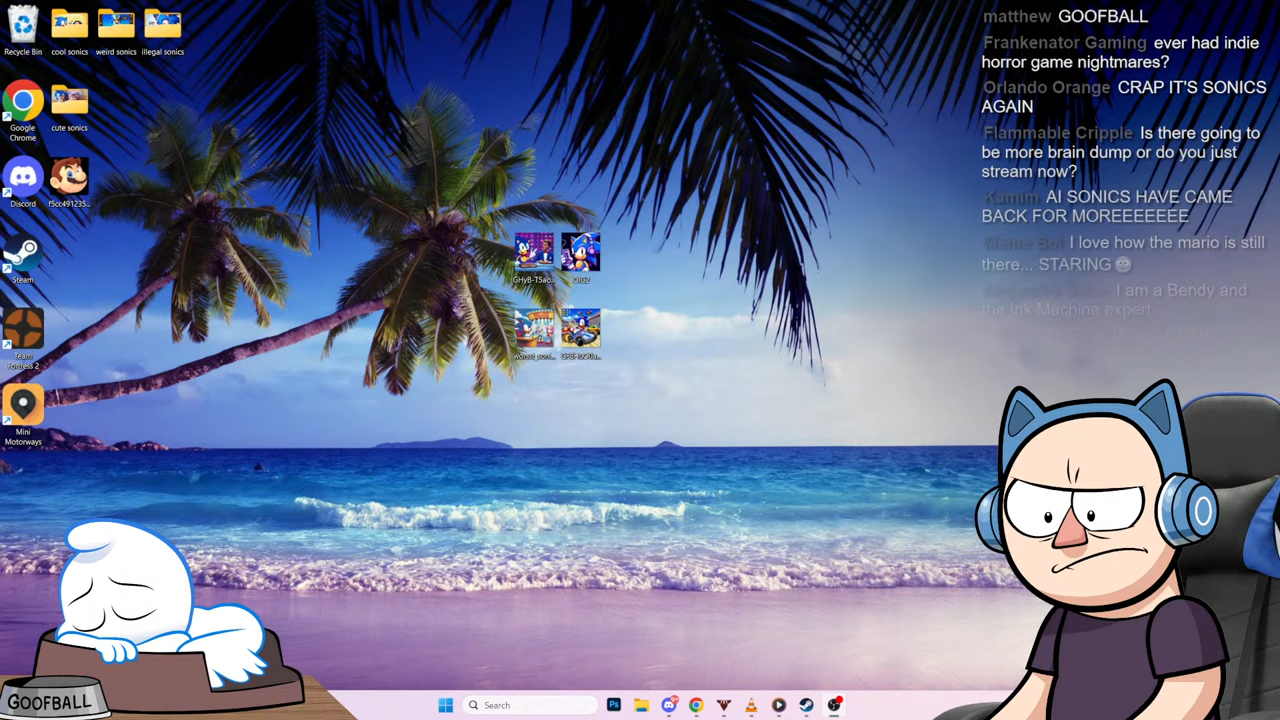 Recycle Bin
cool sonics
weird sonics
illegal sonics
Google
Chrome
cute sonics
Discord
f5cc491235...
Steam
Team
Fortress 2
Mini
Motorways
matthew GOOFBALL
Frankenator Gaming ever had indie
horror game nightmares?
Orlando Orange CRAP IT'S SONICS
AGAIN
Flammable Cripple Is there going to
be more brain dump or do you just
stream now?
Kamim AI SONICS HAVE CAME
BACK FOR MOREEEEEEE
Meme Bot I love how the mario is still
there... STARING
I am a Bendy and
the Ink Machine expert
GOOFBALL
Ps
Search